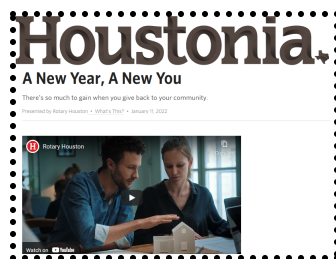 Houstonia.
A New Year, A New You
There's so much to gain when you give back to your community.
Presented by Rotary Houston • What's This? • January 11, 2022
H Rotary Houston
Watch on YouTube